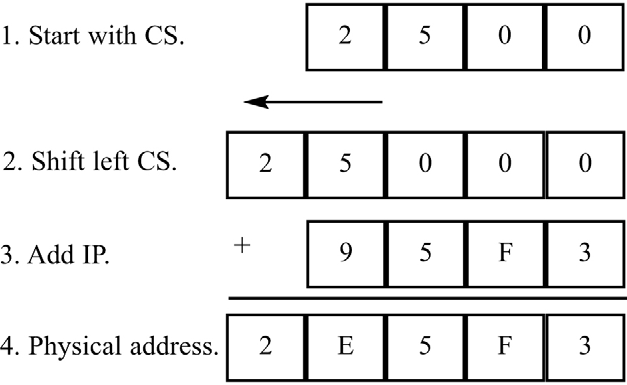 1. Start with CS. 2 5 0 0
2. Shift left CS. 2 5 0 0 0
3. Add IP. + 9 5 F 3
4. Physical address. 2 E 5 F 3